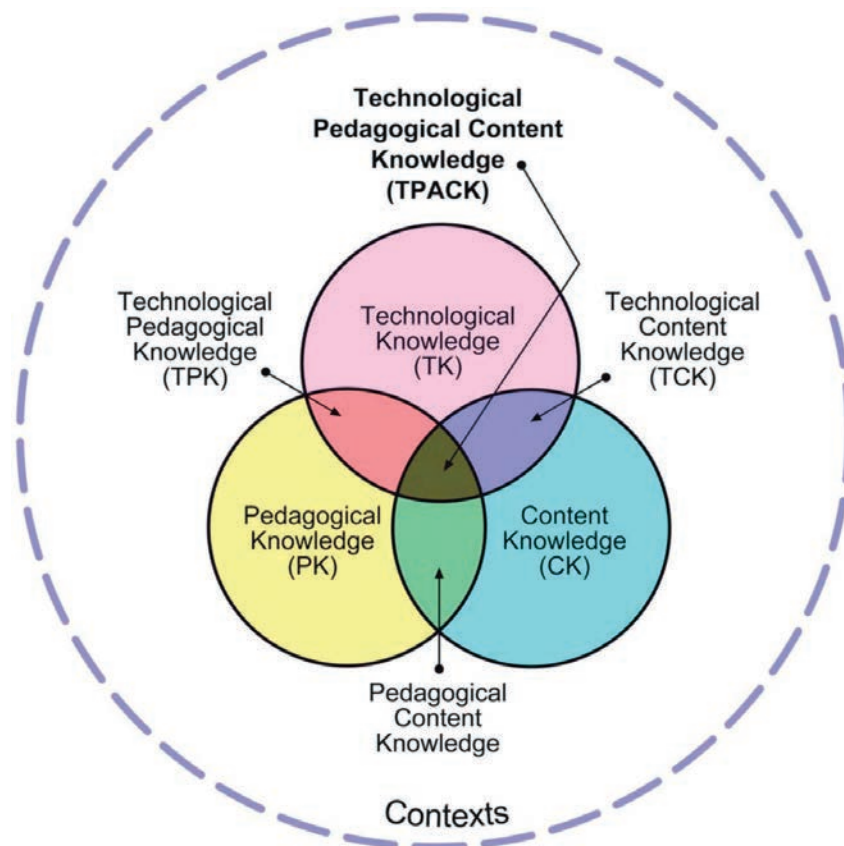 Technological
Pedagogical Content
Knowledge
(TPACK)
Technological
Pedagogical
Knowledge
(TPK)
Technological
Knowledge
(TK)
Technological
Content
Knowledge
(TCK)
Pedagogical
Knowledge
(PK)
Content
Knowledge
(CK)
Pedagogical
Content
Knowledge
Contexts